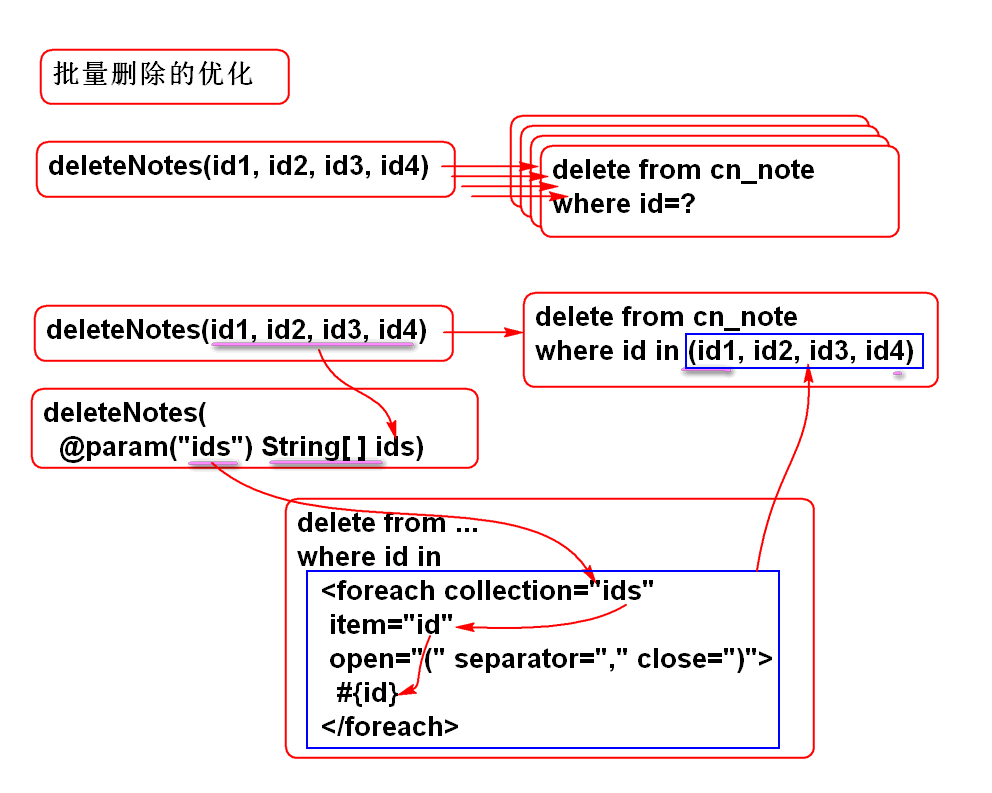 批量删除的优化
deleteNotes(id1, id2, id3, id4)
delete from cn_note
where id=?
deleteNotes(id1, id2, id3, id4)
delete from cn_note
where id in (id1, id2, id3, id4)
deleteNotes(
@param("ids") String[ ] ids)
delete from ...
where id in
<foreach collection="ids"
item="id"
open="(" separator="," close=")">
#{id}
</foreach>